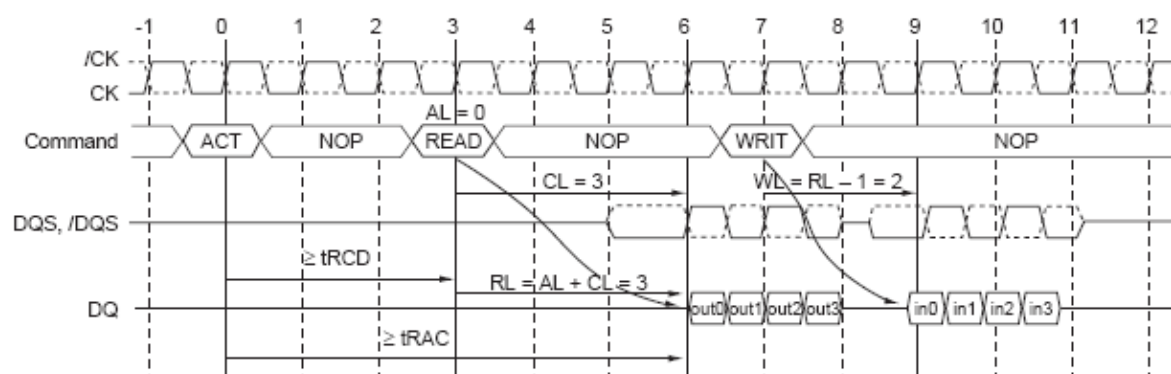 -1 0 1 2 3 4 5 6 7 8 9 10 11 12
/CK
CK
AL = 0
Command ACT NOP READ NOP WRIT NOP
CL = 3 WL = RL – 1 = 2
DQS, /DQS
≥ tRCD
RL = AL + CL = 3
DQ out0 out1 out2 out3 in0 in1 in2 in3
≥ tRAC